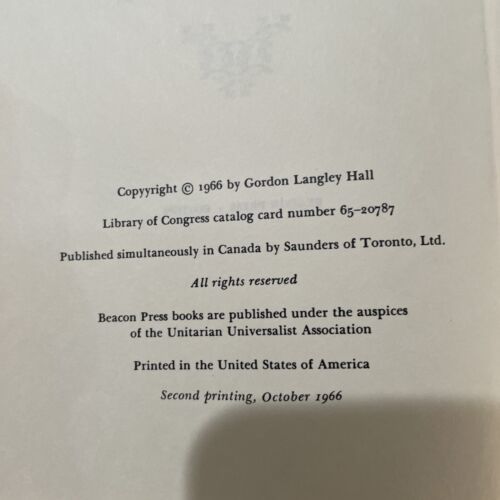 Copyyright © 1966 by Gordon Langley Hall
Library of Congress catalog card number 65–20787
Published simultaneously in Canada by Saunders of Toronto, Ltd.
All rights reserved
Beacon Press books are published under the auspices
of the Unitarian Universalist Association
Printed in the United States of America
Second printing, October 1966